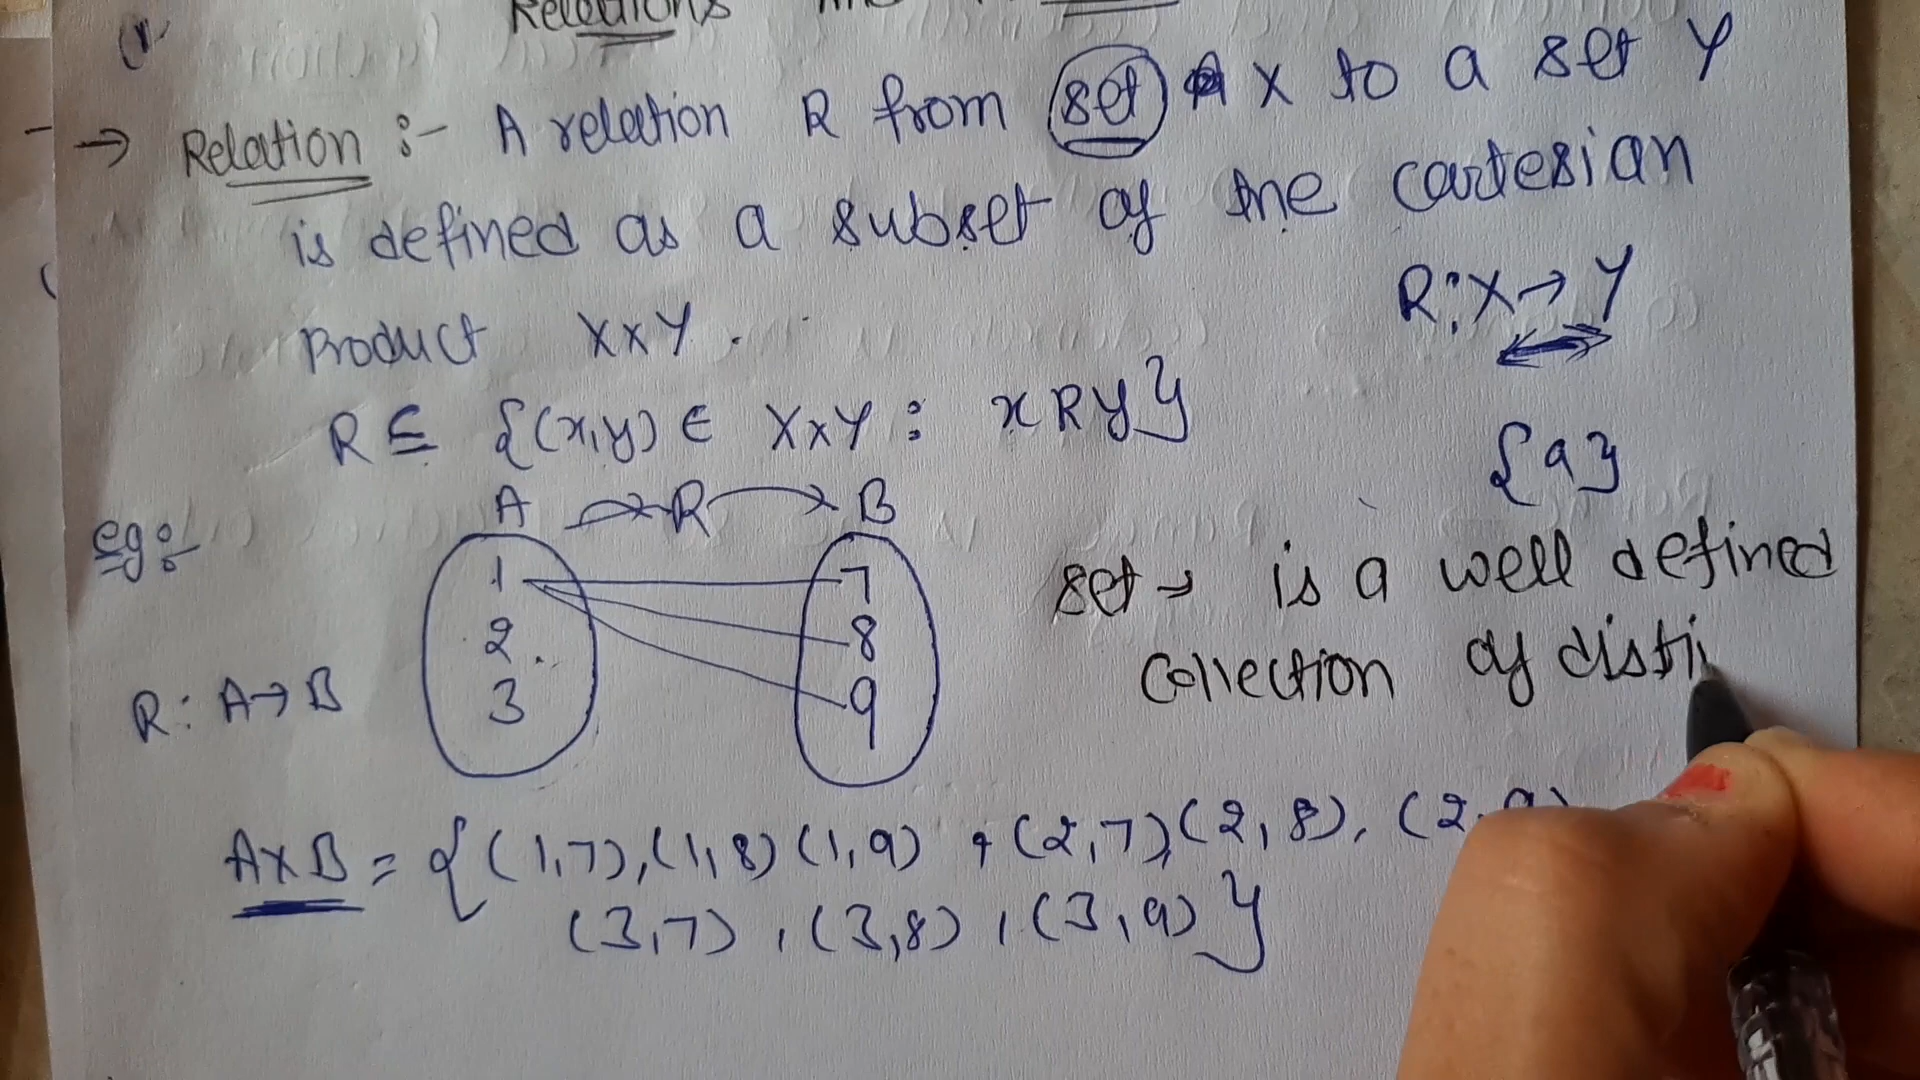 Relations
→ Relation :- A relation R from set X to a set Y
is defined as a subset of the cartesian
Product X×Y.
R:X→Y
R ⊆ {(x,y) ∈ X×Y : x R y}
{a}
eg:-
A → R → B
1 7
2 8
3 9
R: A→B
set → is a well defined
collection of disti
A×B = {(1,7),(1,8)(1,9) , (2,7),(2,8), (2,9)
(3,7), (3,8), (3,9)}